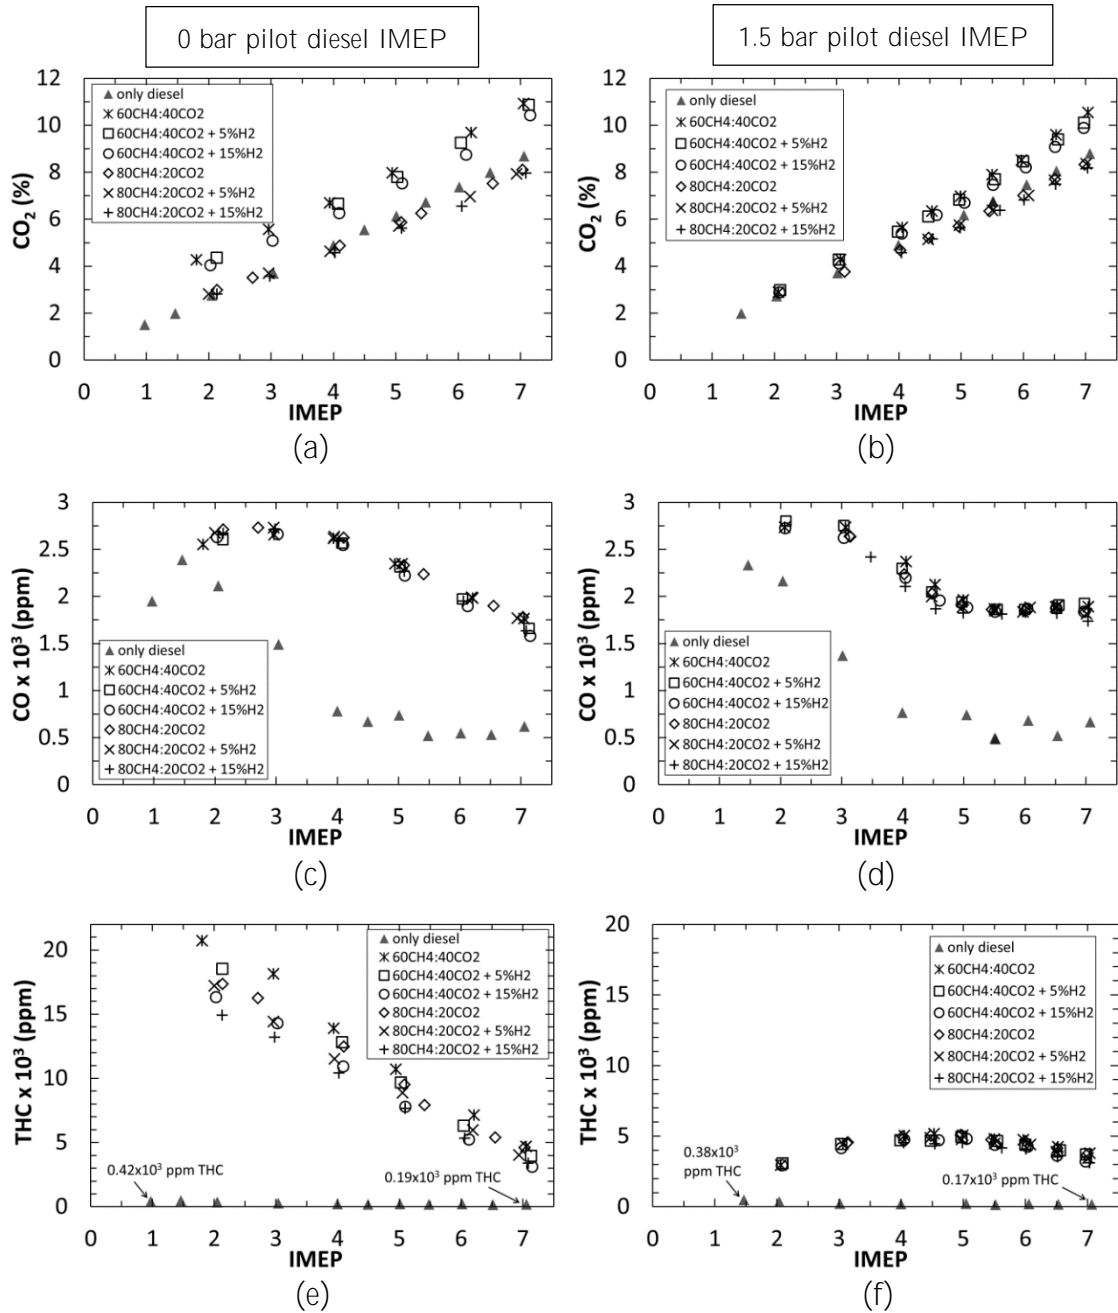 0 bar pilot diesel IMEP
1.5 bar pilot diesel IMEP
12
10
8
6
4
2
0
CO2 (%)
only diesel
60CH4:40CO2
60CH4:40CO2 + 5%H2
60CH4:40CO2 + 15%H2
80CH4:20CO2
80CH4:20CO2 + 5%H2
80CH4:20CO2 + 15%H2
0 1 2 3 4 5 6 7
IMEP
(a)
12
10
8
6
4
2
0
CO2 (%)
only diesel
60CH4:40CO2
60CH4:40CO2 + 5%H2
60CH4:40CO2 + 15%H2
80CH4:20CO2
80CH4:20CO2 + 5%H2
80CH4:20CO2 + 15%H2
0 1 2 3 4 5 6 7
IMEP
(b)
3
2.5
2
1.5
1
0.5
0
CO x 10³ (ppm)
only diesel
60CH4:40CO2
60CH4:40CO2 + 5%H2
60CH4:40CO2 + 15%H2
80CH4:20CO2
80CH4:20CO2 + 5%H2
80CH4:20CO2 + 15%H2
0 1 2 3 4 5 6 7
IMEP
(c)
3
2.5
2
1.5
1
0.5
0
CO x 10³ (ppm)
only diesel
60CH4:40CO2
60CH4:40CO2 + 5%H2
60CH4:40CO2 + 15%H2
80CH4:20CO2
80CH4:20CO2 + 5%H2
80CH4:20CO2 + 15%H2
0 1 2 3 4 5 6 7
IMEP
(d)
20
15
10
5
0
THC x 10³ (ppm)
only diesel
60CH4:40CO2
60CH4:40CO2 + 5%H2
60CH4:40CO2 + 15%H2
80CH4:20CO2
80CH4:20CO2 + 5%H2
80CH4:20CO2 + 15%H2
0.42x10³ ppm THC
0.19x10³ ppm THC
0 1 2 3 4 5 6 7
IMEP
(e)
20
15
10
5
0
THC x 10³ (ppm)
only diesel
60CH4:40CO2
60CH4:40CO2 + 5%H2
60CH4:40CO2 + 15%H2
80CH4:20CO2
80CH4:20CO2 + 5%H2
80CH4:20CO2 + 15%H2
0.38x10³
ppm THC
0.17x10³ ppm THC
0 1 2 3 4 5 6 7
IMEP
(f)